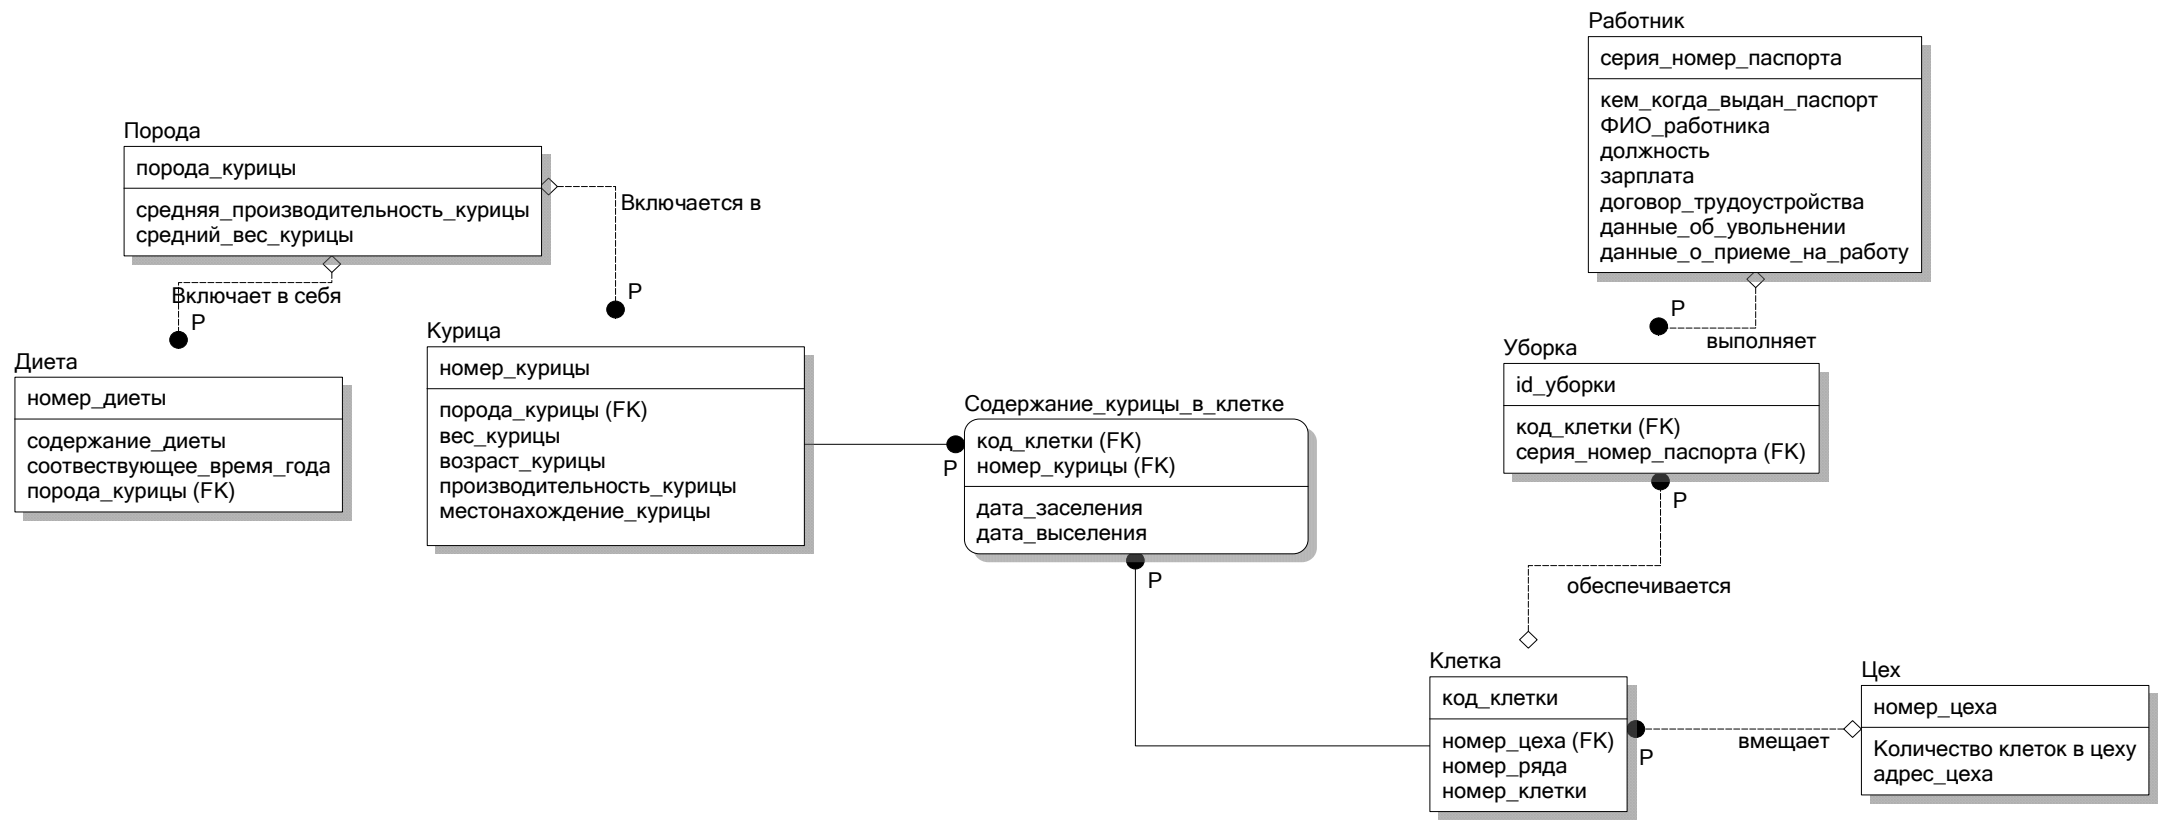 Порода
порода_курицы
средняя_производительность_курицы
средний_вес_курицы
Включается в
P
Включает в себя
P
Диета
номер_диеты
содержание_диеты
соотвествующее_время_года
порода_курицы (FK)
Курица
номер_курицы
порода_курицы (FK)
вес_курицы
возраст_курицы
производительность_курицы
местонахождение_курицы
P
Содержание_курицы_в_клетке
код_клетки (FK)
номер_курицы (FK)
дата_заселения
дата_выселения
P
Работник
серия_номер_паспорта
кем_когда_выдан_паспорт
ФИО_работника
должность
зарплата
договор_трудоустройства
данные_об_увольнении
данные_о_приеме_на_работу
P
выполняет
Уборка
id_уборки
код_клетки (FK)
серия_номер_паспорта (FK)
P
обеспечивается
Клетка
код_клетки
номер_цеха (FK)
номер_ряда
номер_клетки
P
вмещает
Цех
номер_цеха
Количество клеток в цеху
адрес_цеха